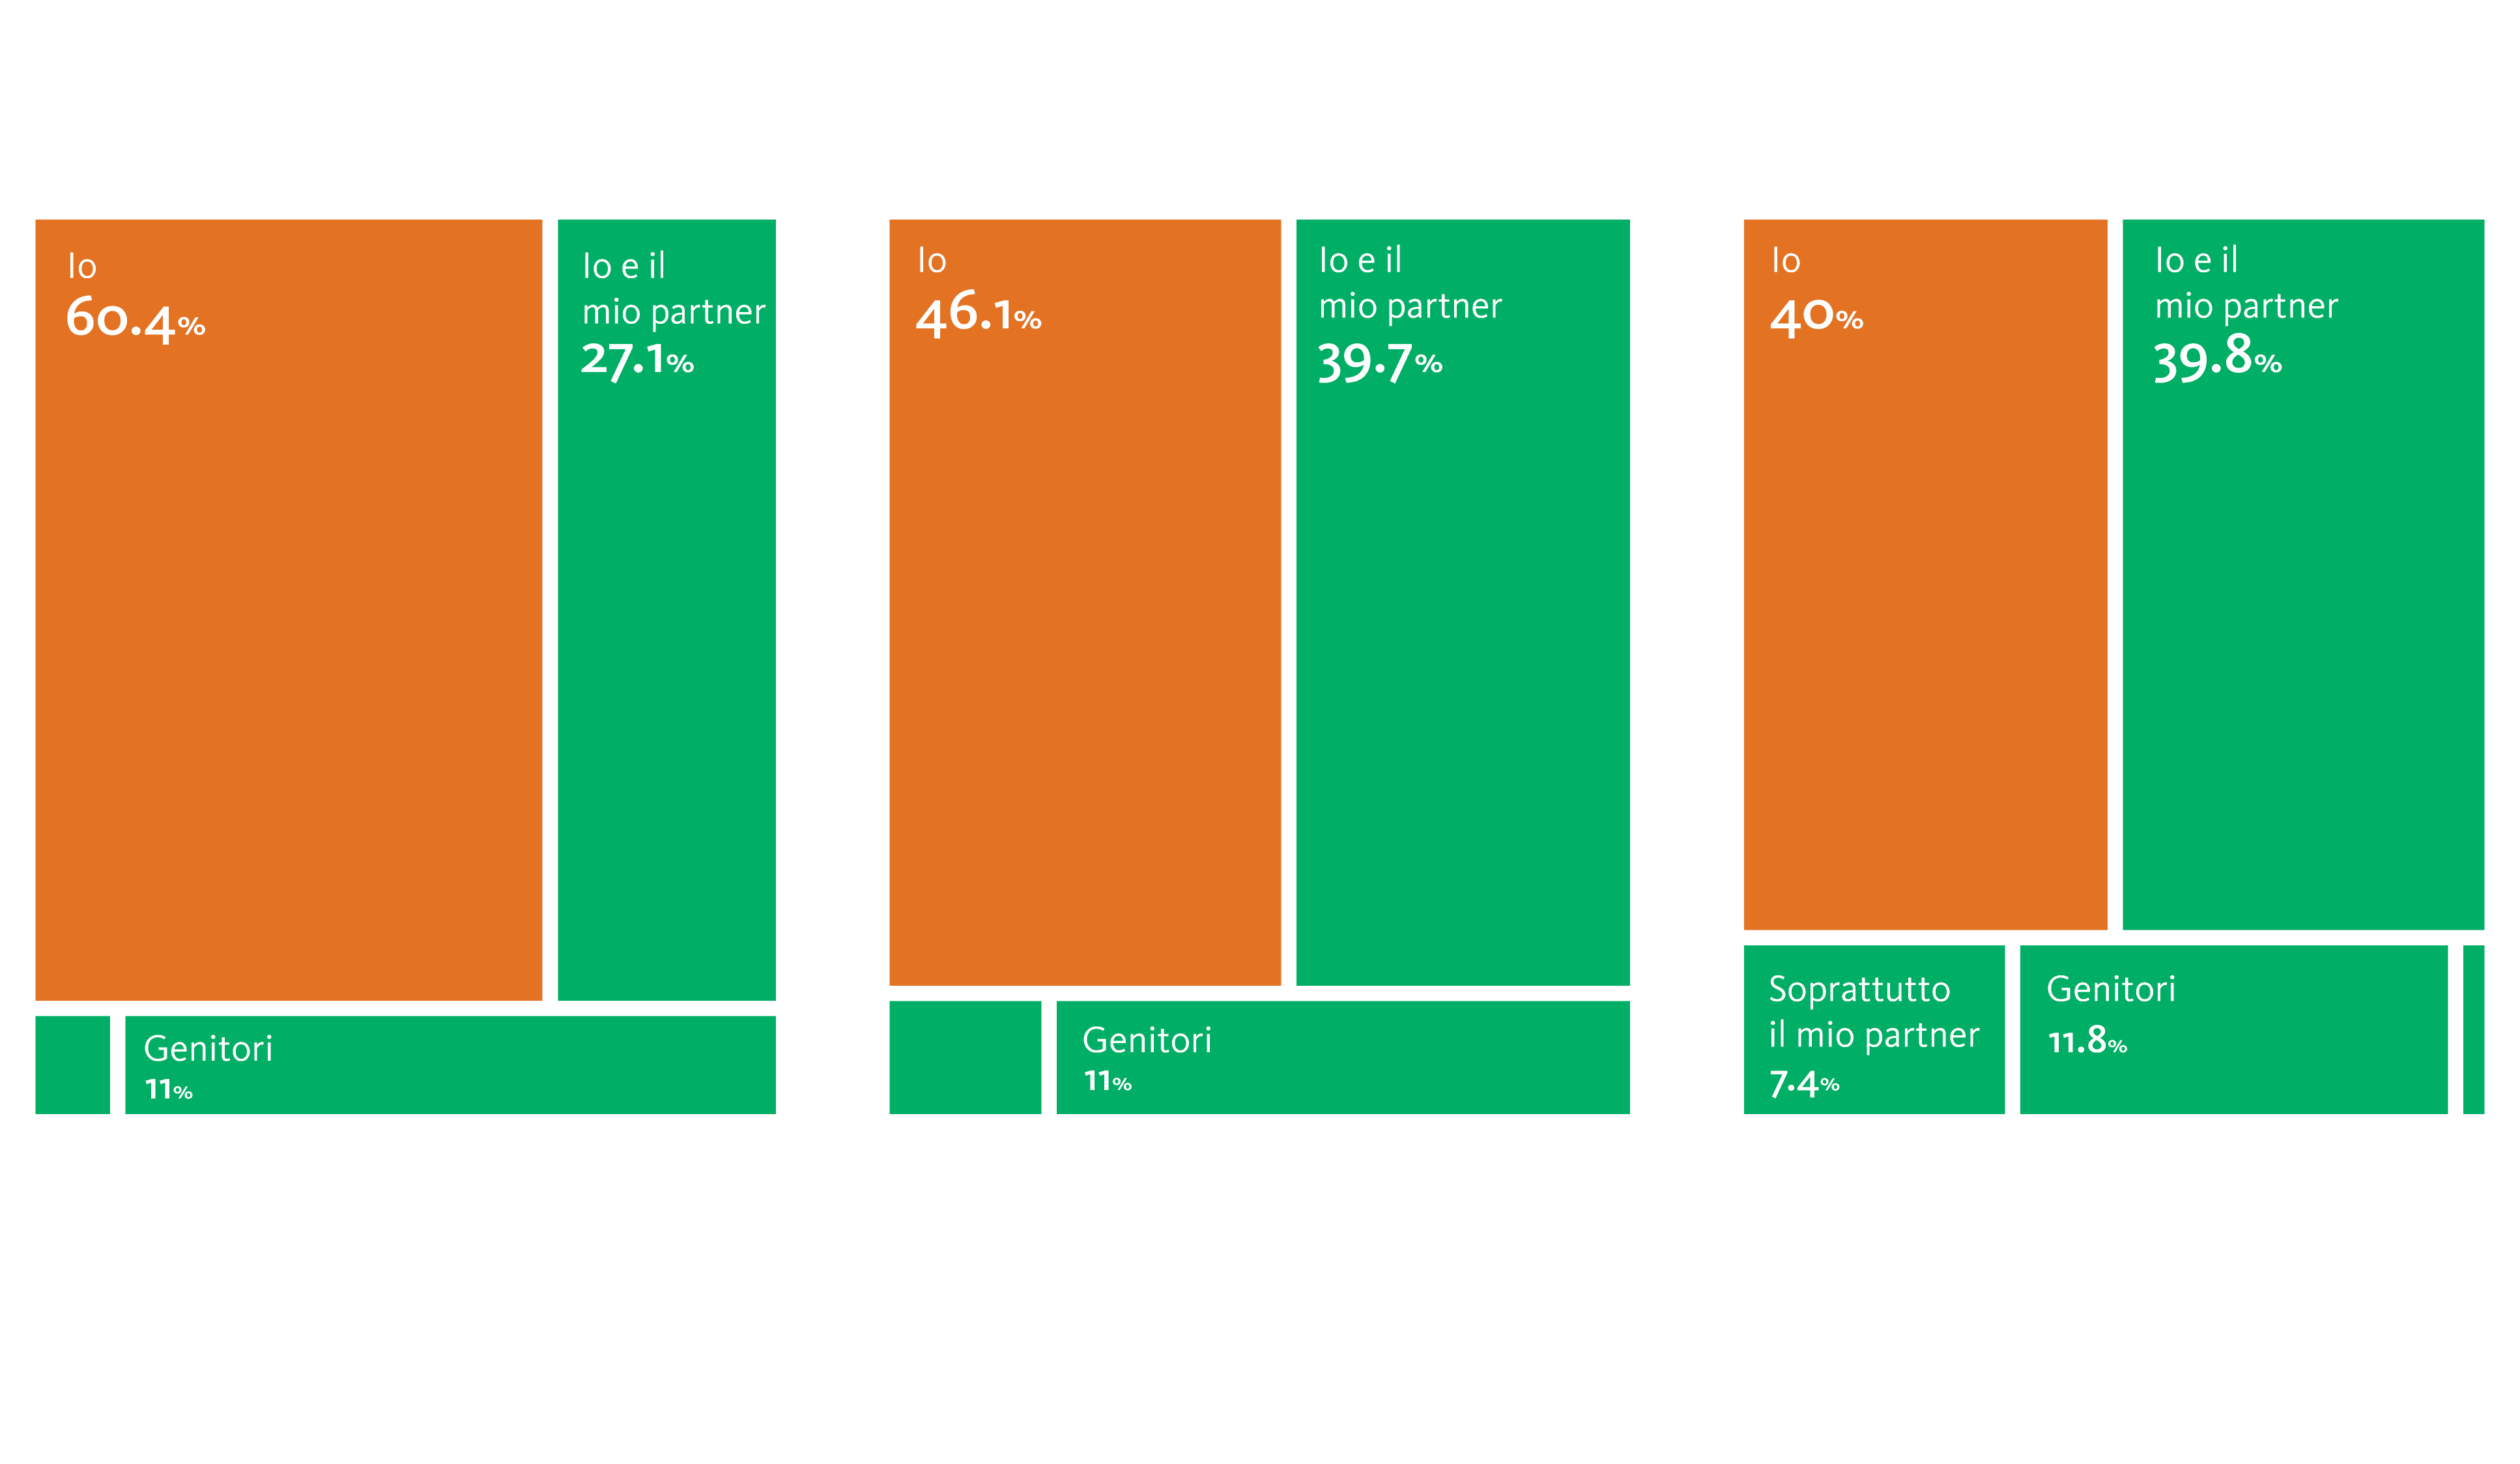 Io
60.4%
Io e il
mio partner
27.1%
Genitori
11%
Io
46.1%
Io e il
mio partner
39.7%
Genitori
11%
Io
40%
Io e il
mio partner
39.8%
Soprattutto
il mio partner
7.4%
Genitori
11.8%